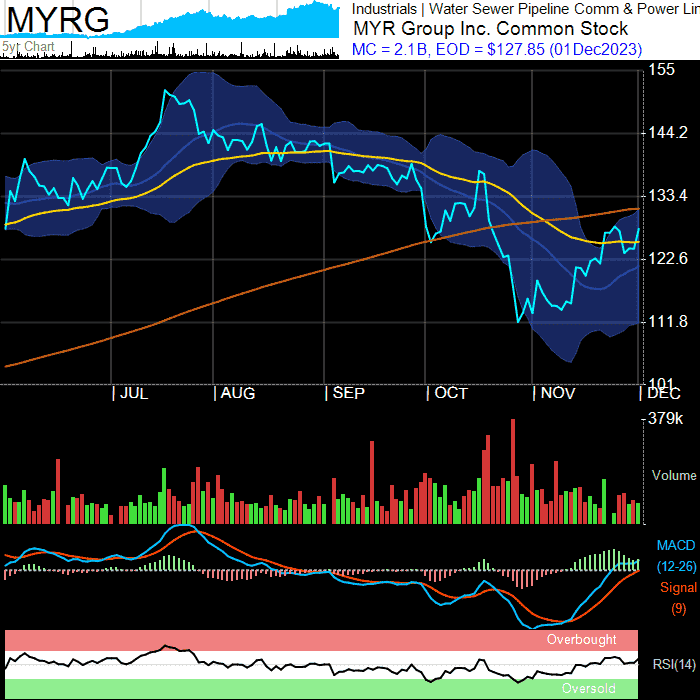 MYRG
5yr Chart
Industrials | Water Sewer Pipeline Comm & Power Lin
MYR Group Inc. Common Stock
MC = 2.1B, EOD = $127.85 (01Dec2023)
155
144.2
133.4
122.6
111.8
101
JUL AUG SEP OCT NOV DEC
379k
Volume
MACD
(12-26)
Signal
(9)
Overbought
RSI(14)
Oversold